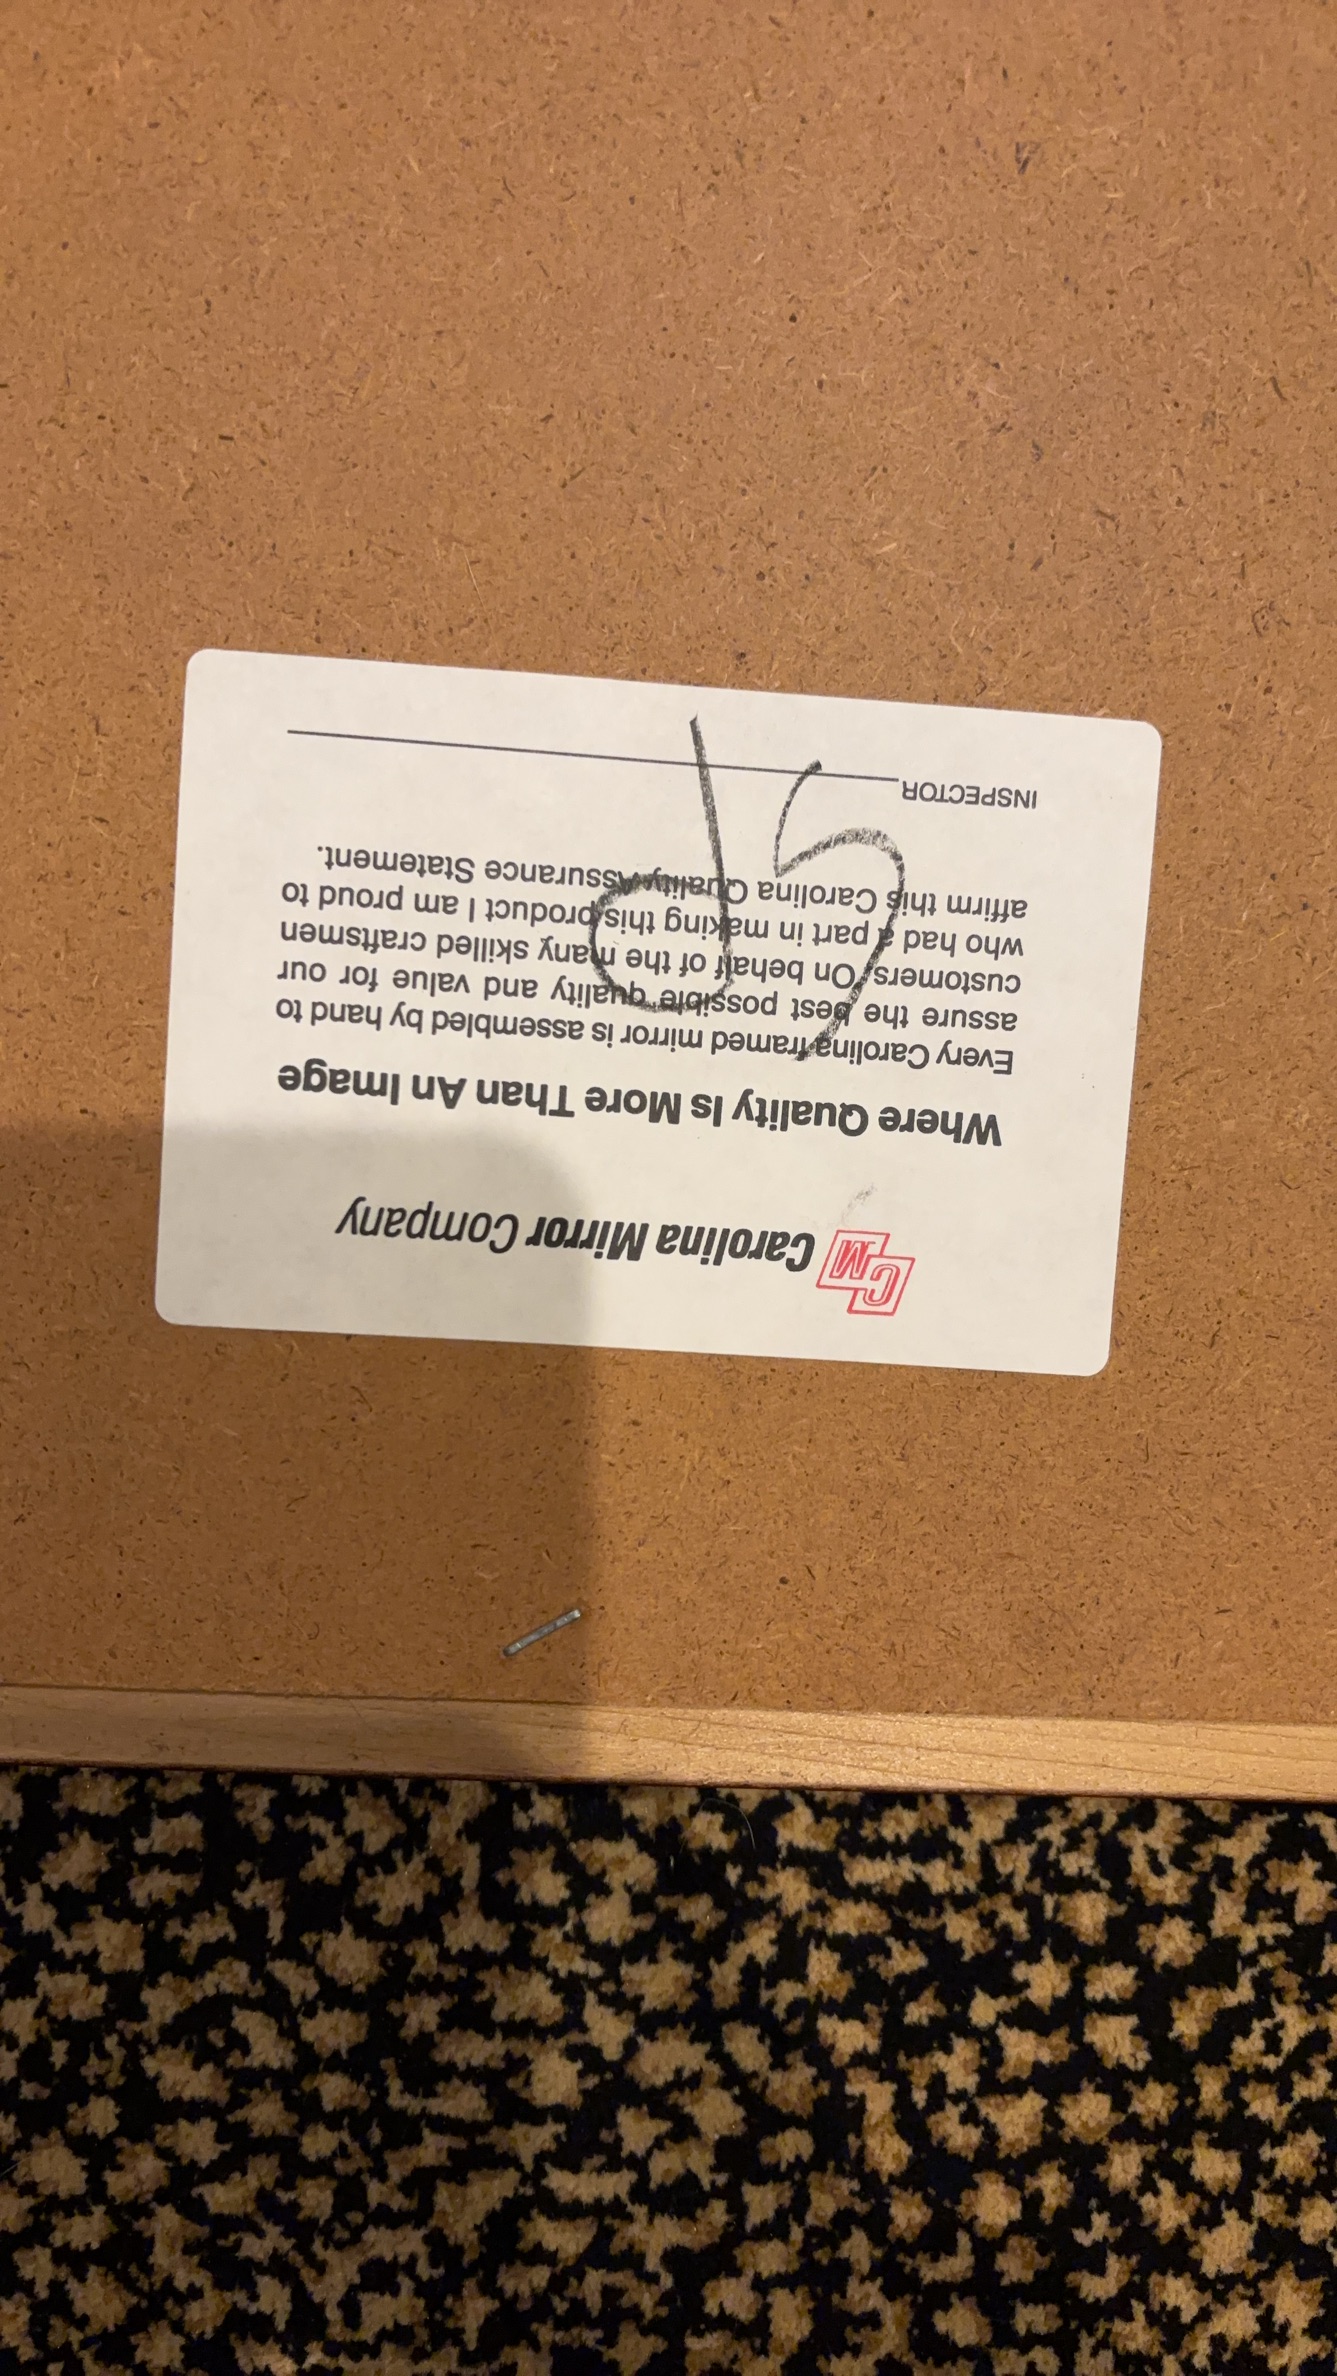 CM Carolina Mirror Company
Where Quality Is More Than An Image
Every Carolina framed mirror is assembled by hand to
assure the best possible quality and value for our
customers. On behalf of the many skilled craftsmen
who had a part in making this product I am proud to
affirm this Carolina Quality Assurance Statement.
INSPECTOR